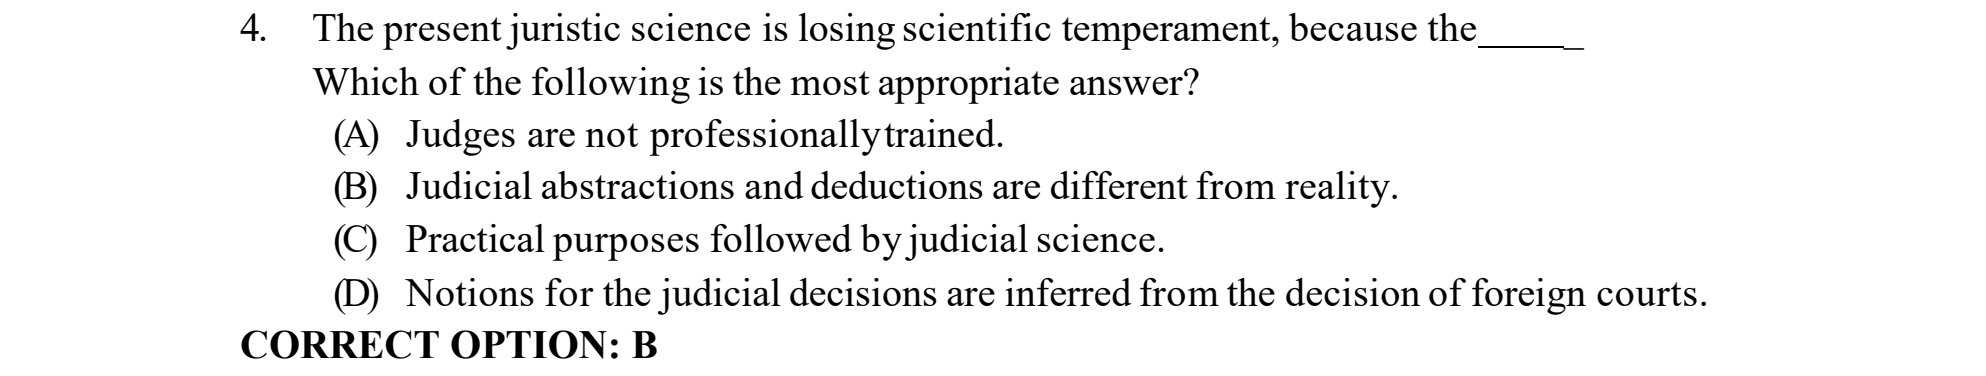 4. The present juristic science is losing scientific temperament, because the_____
Which of the following is the most appropriate answer?
(A) Judges are not professionally trained.
(B) Judicial abstractions and deductions are different from reality.
(C) Practical purposes followed by judicial science.
(D) Notions for the judicial decisions are inferred from the decision of foreign courts.
CORRECT OPTION: B